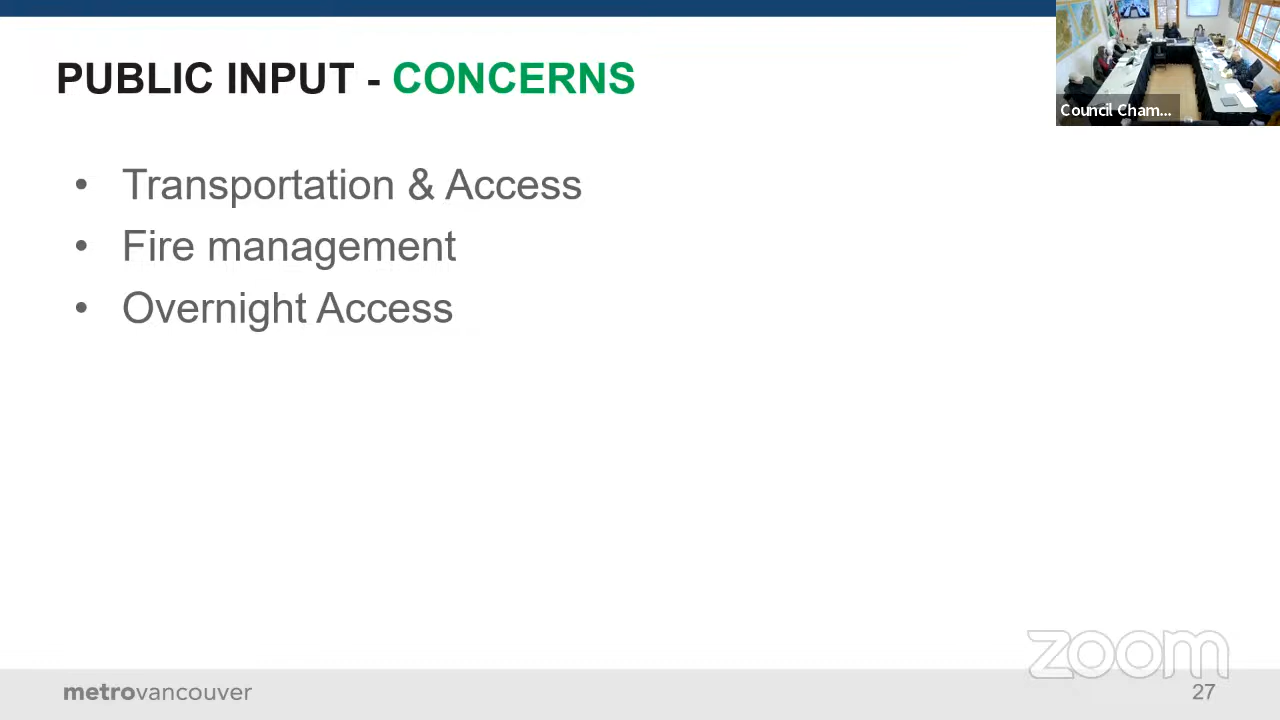 PUBLIC INPUT - CONCERNS
Council Cham...
• Transportation & Access
• Fire management
• Overnight Access
zoom
metrovancouver
27